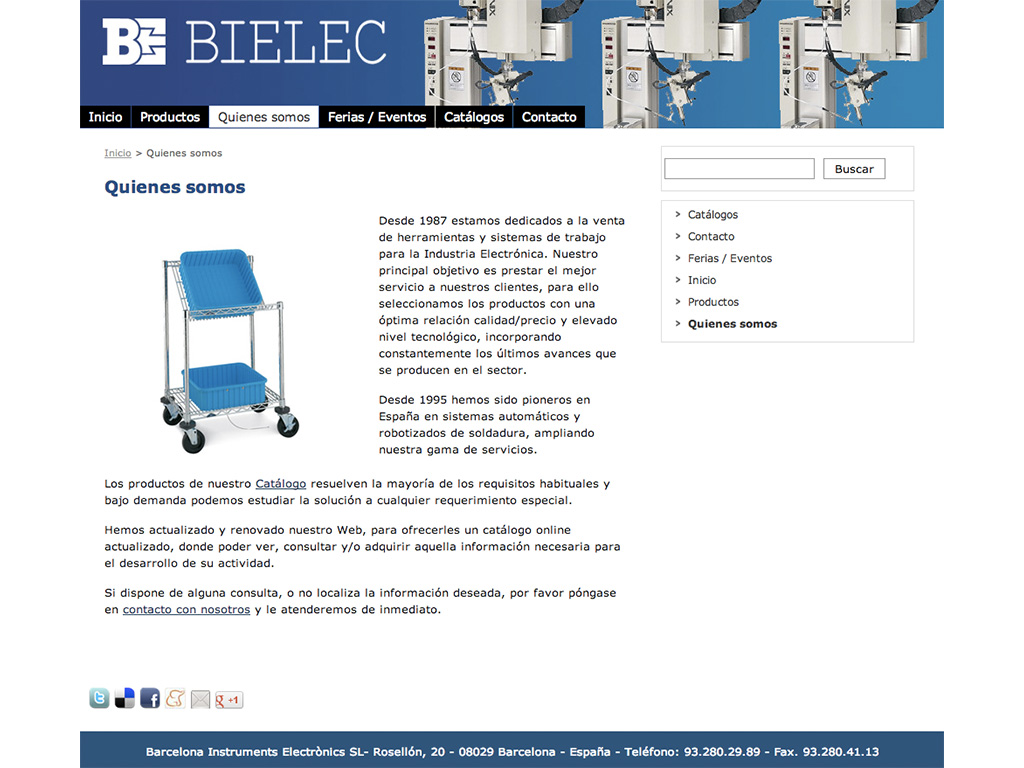 BE BIELEC
Inicio Productos Quienes somos Ferias / Eventos Catálogos Contacto
Inicio > Quienes somos
Quienes somos
Desde 1987 estamos dedicados a la venta
de herramientas y sistemas de trabajo
para la Industria Electrónica. Nuestro
principal objetivo es prestar el mejor
servicio a nuestros clientes, para ello
seleccionamos los productos con una
óptima relación calidad/precio y elevado
nivel tecnológico, incorporando
constantemente los últimos avances que
se producen en el sector.
Desde 1995 hemos sido pioneros en
España en sistemas automáticos y
robotizados de soldadura, ampliando
nuestra gama de servicios.
Los productos de nuestro Catálogo resuelven la mayoría de los requisitos habituales y
bajo demanda podemos estudiar la solución a cualquier requerimiento especial.
Hemos actualizado y renovado nuestro Web, para ofrecerles un catálogo online
actualizado, donde poder ver, consultar y/o adquirir aquella información necesaria para
el desarrollo de su actividad.
Si dispone de alguna consulta, o no localiza la información deseada, por favor póngase
en contacto con nosotros y le atenderemos de inmediato.
Buscar
> Catálogos
> Contacto
> Ferias / Eventos
> Inicio
> Productos
> Quienes somos
g +1
Barcelona Instruments Electrònics SL- Rosellón, 20 - 08029 Barcelona - España - Teléfono: 93.280.29.89 - Fax. 93.280.41.13